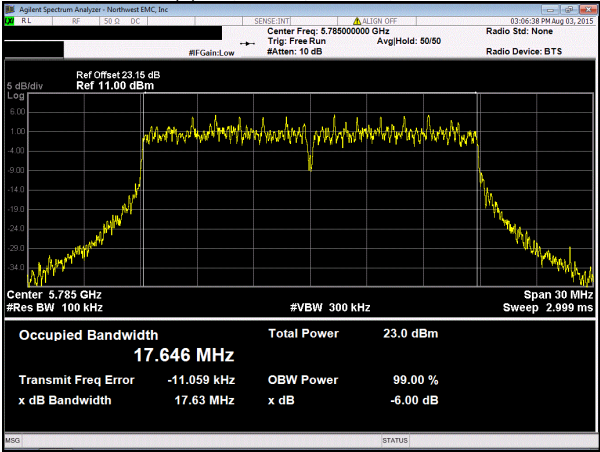 Agilent Spectrum Analyzer - Northwest EMC, Inc
RL RF 50 Ω DC SENSE:INT ALIGN OFF 03:06:38 PM Aug 03, 2015
Center Freq: 5.785000000 GHz Radio Std: None
Trig: Free Run Avg|Hold: 50/50
#IFGain:Low #Atten: 10 dB Radio Device: BTS
Ref Offset 23.15 dB
5 dB/div Ref 11.00 dBm
Log
6.00
1.00
-4.00
-9.00
-14.0
-19.0
-24.0
-29.0
-34.0
Center 5.785 GHz Span 30 MHz
#Res BW 100 kHz #VBW 300 kHz Sweep 2.999 ms
Occupied Bandwidth Total Power 23.0 dBm
17.646 MHz
Transmit Freq Error -11.059 kHz OBW Power 99.00 %
x dB Bandwidth 17.63 MHz x dB -6.00 dB
MSG STATUS